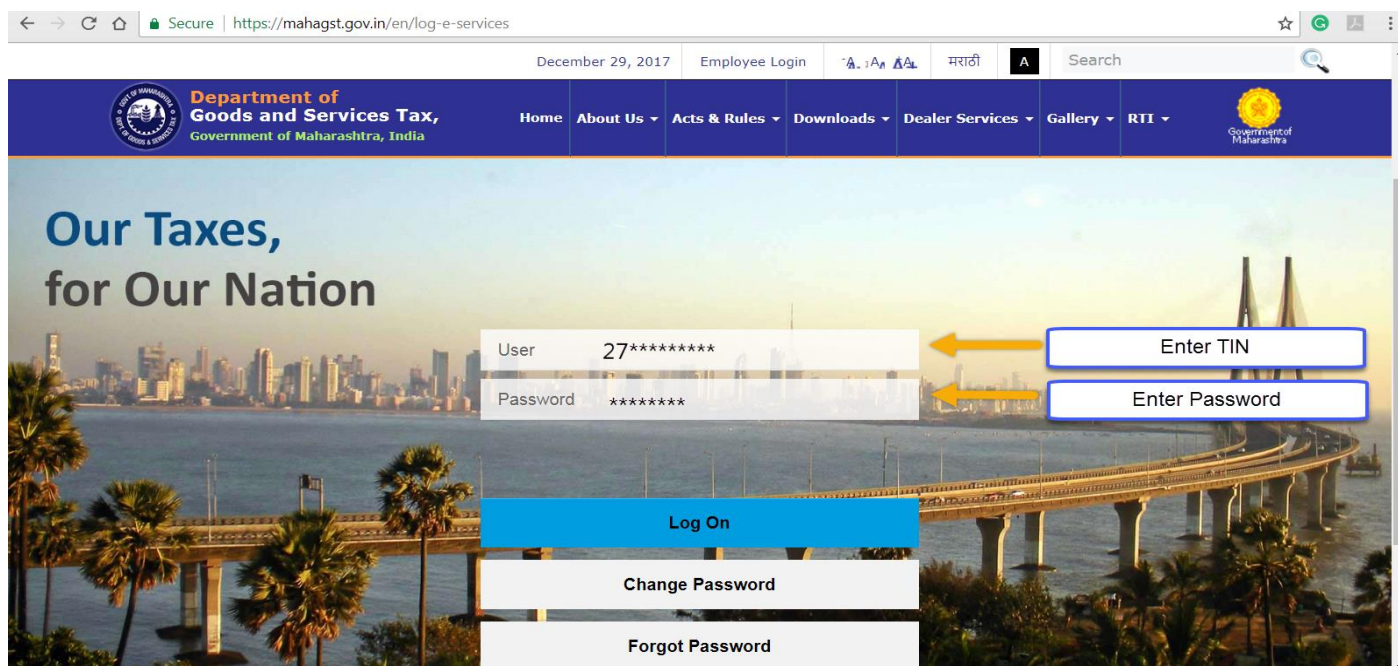 Secure | https://mahagst.gov.in/en/log-e-services
December 29, 2017 Employee Login -A A+ मराठी A Search
Department of
Goods and Services Tax,
Government of Maharashtra, India
Home About Us Acts & Rules Downloads Dealer Services Gallery RTI
Government of
Maharashtra
Our Taxes,
for Our Nation
User 27********* Enter TIN
Password ******** Enter Password
Log On
Change Password
Forgot Password